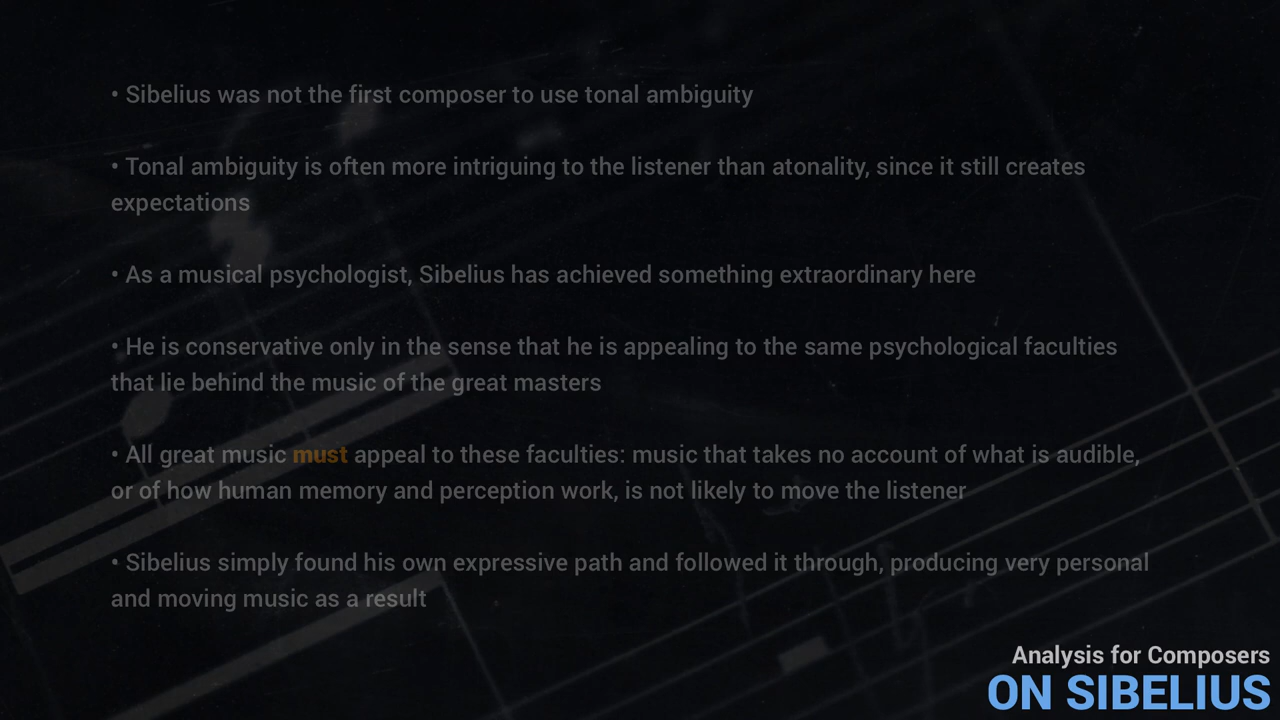 • Sibelius was not the first composer to use tonal ambiguity
• Tonal ambiguity is often more intriguing to the listener than atonality, since it still creates
expectations
• As a musical psychologist, Sibelius has achieved something extraordinary here
• He is conservative only in the sense that he is appealing to the same psychological faculties
that lie behind the music of the great masters
• All great music must appeal to these faculties: music that takes no account of what is audible,
or of how human memory and perception work, is not likely to move the listener
• Sibelius simply found his own expressive path and followed it through, producing very personal
and moving music as a result
Analysis for Composers
ON SIBELIUS